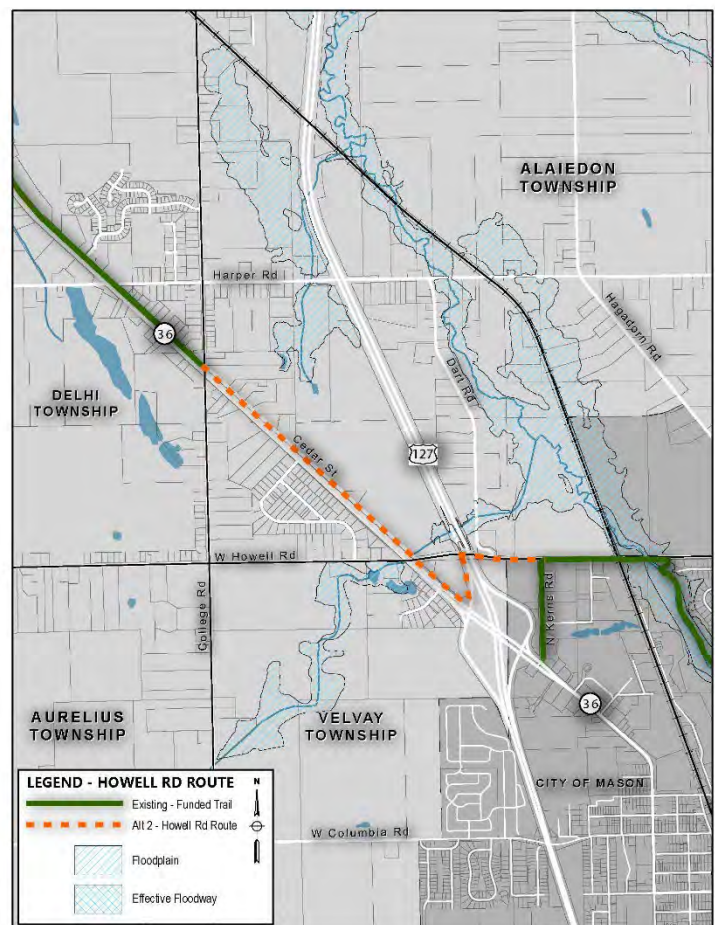 ALAIEDON
TOWNSHIP
Harper Rd
Hagadorn Rd
36
Dart Rd
DELHI
TOWNSHIP
Cedar St
127
W Howell Rd
N Kerns Rd
College Rd
36
AURELIUS
TOWNSHIP
VELVAY
TOWNSHIP
CITY OF MASON
W Columbia Rd
LEGEND - HOWELL RD ROUTE
N
Existing - Funded Trail
Alt 2 - Howell Rd Route
Floodplain
Effective Floodway